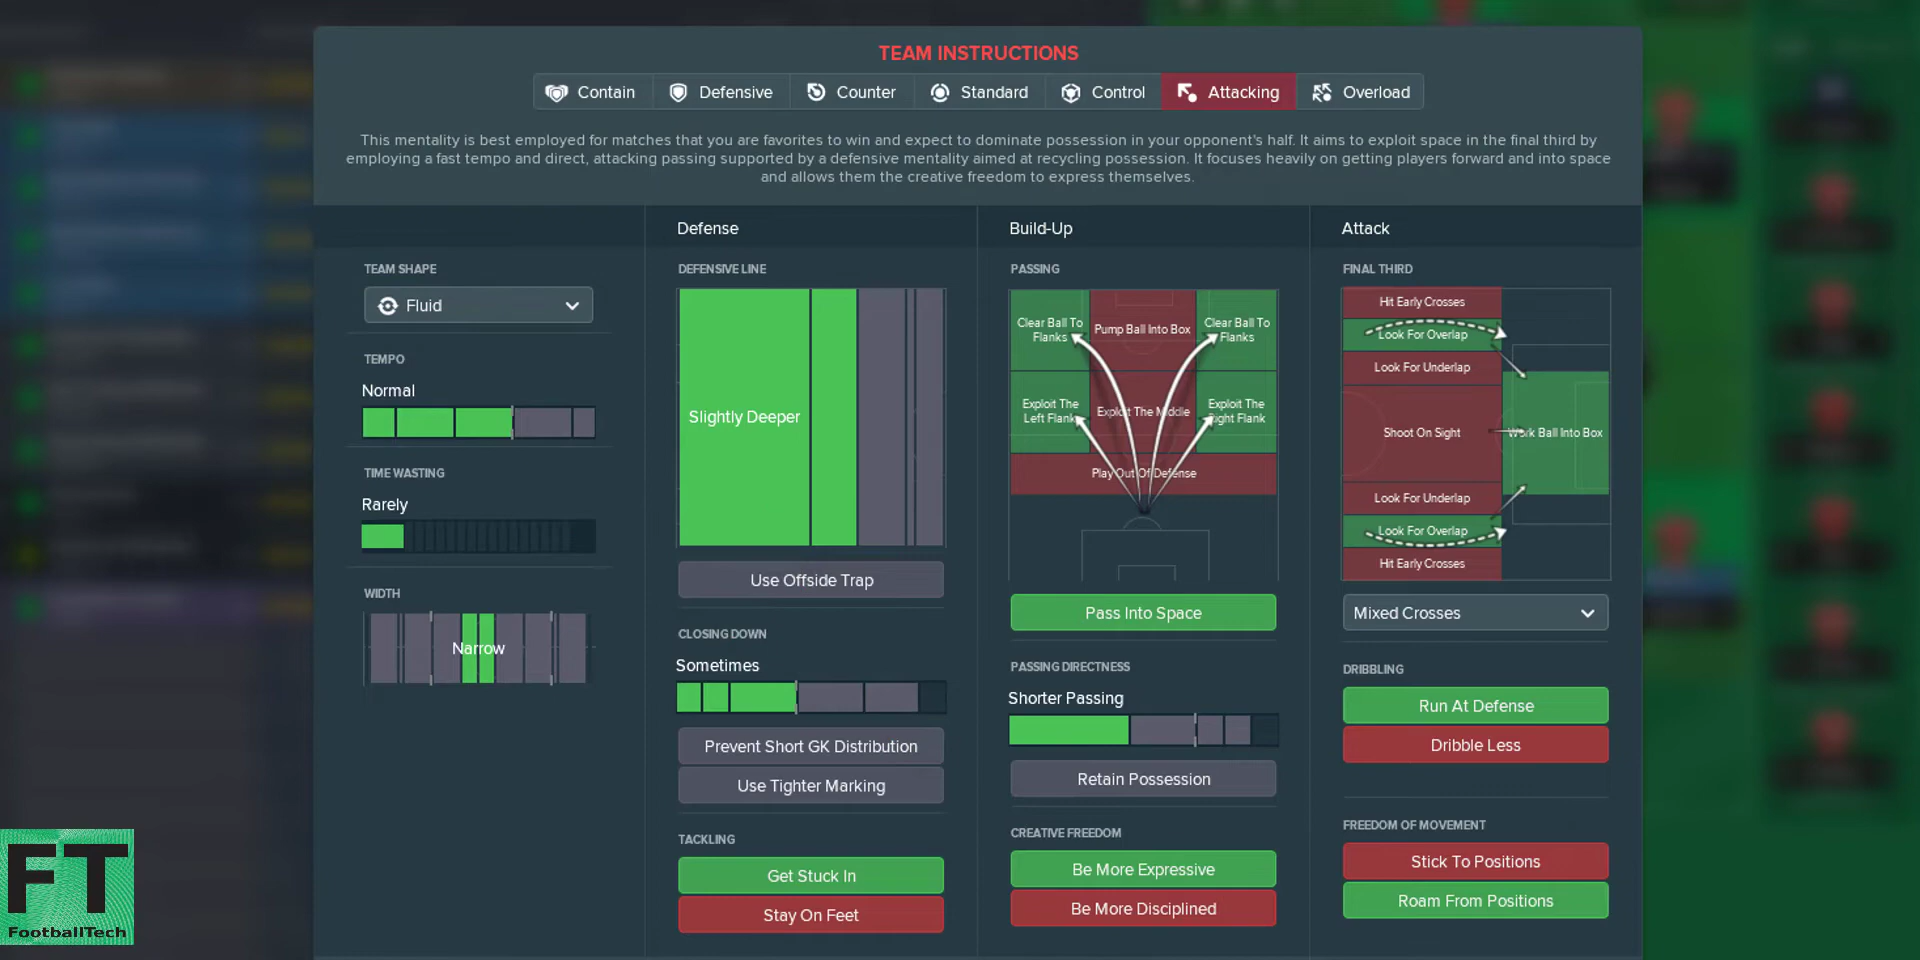 TEAM INSTRUCTIONS
Contain
Defensive
Counter
Standard
Control
Attacking
Overload
This mentality is best employed for matches that you are favorites to win and expect to dominate possession in your opponent's half. It aims to exploit space in the final third by
employing a fast tempo and direct, attacking passing supported by a defensive mentality aimed at recycling possession. It focuses heavily on getting players forward and into space
and allows them the creative freedom to express themselves.
TEAM SHAPE
Fluid
TEMPO
Normal
TIME WASTING
Rarely
WIDTH
Narrow
Defense
DEFENSIVE LINE
Slightly Deeper
Use Offside Trap
CLOSING DOWN
Sometimes
Prevent Short GK Distribution
Use Tighter Marking
TACKLING
Get Stuck In
Stay On Feet
Build-Up
PASSING
Clear Ball To
Flanks
Pump Ball Into Box
Clear Ball To
Flanks
Exploit The
Left Flank
Exploit The Middle
Exploit The
Right Flank
Play Out Of Defense
Pass Into Space
PASSING DIRECTNESS
Shorter Passing
Retain Possession
CREATIVE FREEDOM
Be More Expressive
Be More Disciplined
Attack
FINAL THIRD
Hit Early Crosses
Look For Overlap
Look For Underlap
Shoot On Sight
Work Ball Into Box
Look For Underlap
Look For Overlap
Hit Early Crosses
Mixed Crosses
DRIBBLING
Run At Defense
Dribble Less
FREEDOM OF MOVEMENT
Stick To Positions
Roam From Positions
FT
FootballTech